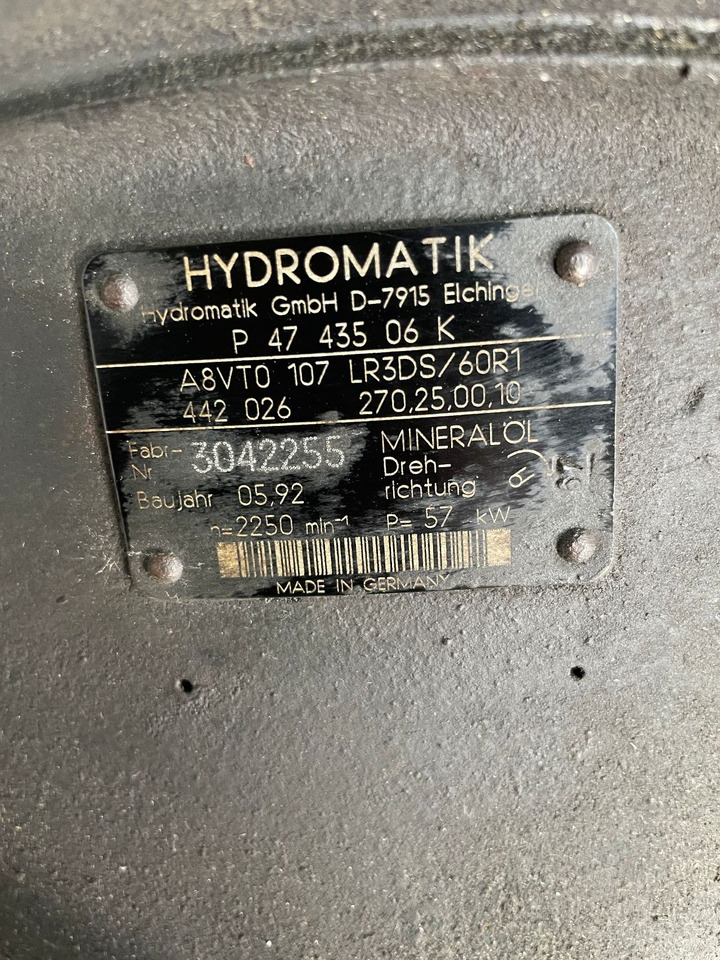 HYDROMATIK
Hydromatik GmbH D-7915 Elchingen
P 47 435 06 K
A8VTO 107 LR3DS/60R1
442 026 270,25,00,10
Fabr-Nr 3042255 MINERALÖL
Baujahr 05,92 Dreh-richtung
n=2250 min⁻¹ P= 57 kW
MADE IN GERMANY